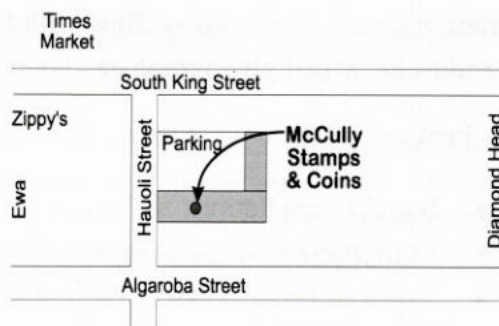 Times
Market
South King Street
Zippy's
Parking
McCully
Stamps
& Coins
Hauoli Street
Ewa
Diamond Head
Algaroba Street